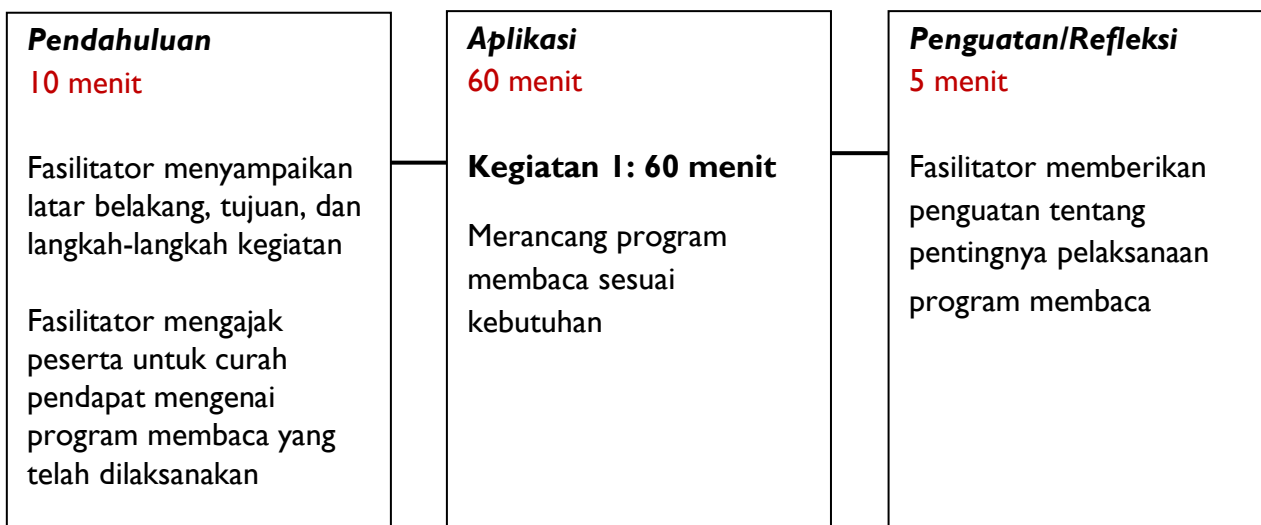 Pendahuluan
10 menit
Fasilitator menyampaikan
latar belakang, tujuan, dan
langkah-langkah kegiatan
Fasilitator mengajak
peserta untuk curah
pendapat mengenai
program membaca yang
telah dilaksanakan
Aplikasi
60 menit
Kegiatan 1: 60 menit
Merancang program
membaca sesuai
kebutuhan
Penguatan/Refleksi
5 menit
Fasilitator memberikan
penguatan tentang
pentingnya pelaksanaan
program membaca